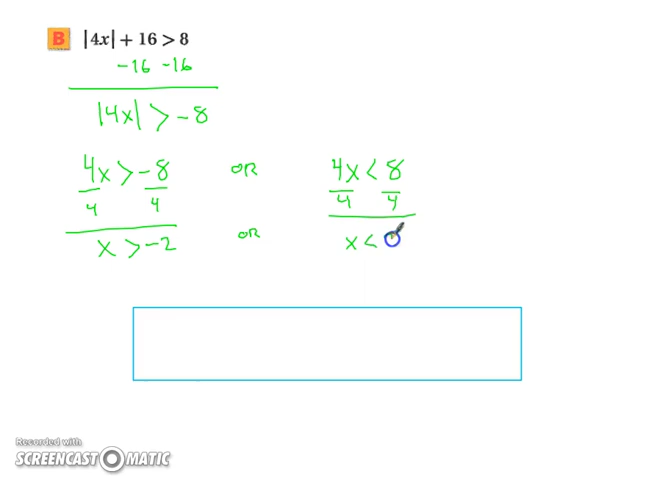 B |4x| + 16 > 8
-16 -16
|4x| > -8
4x > -8 OR 4x < 8
4 4 4 4
x > -2 OR x <
Recorded with
SCREENCAST-O-MATIC